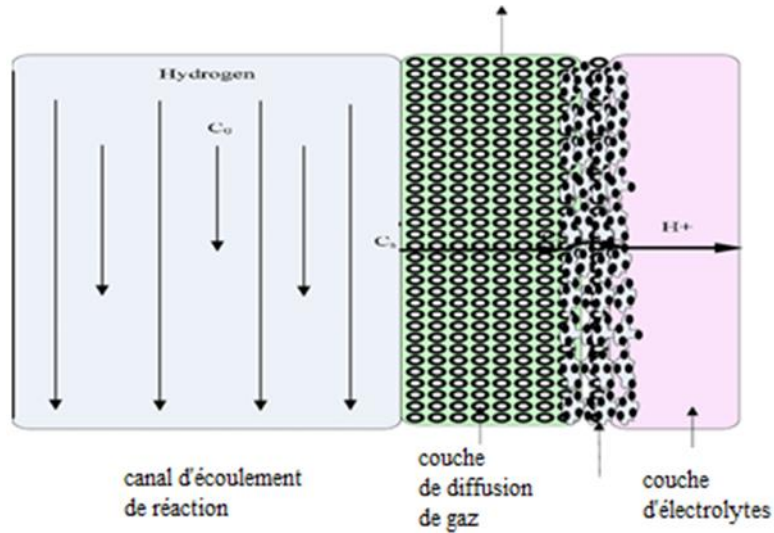 Hydrogen
C₀
Cₛ
H+
canal d'écoulement
de réaction
couche
de diffusion
de gaz
couche
d'électrolytes